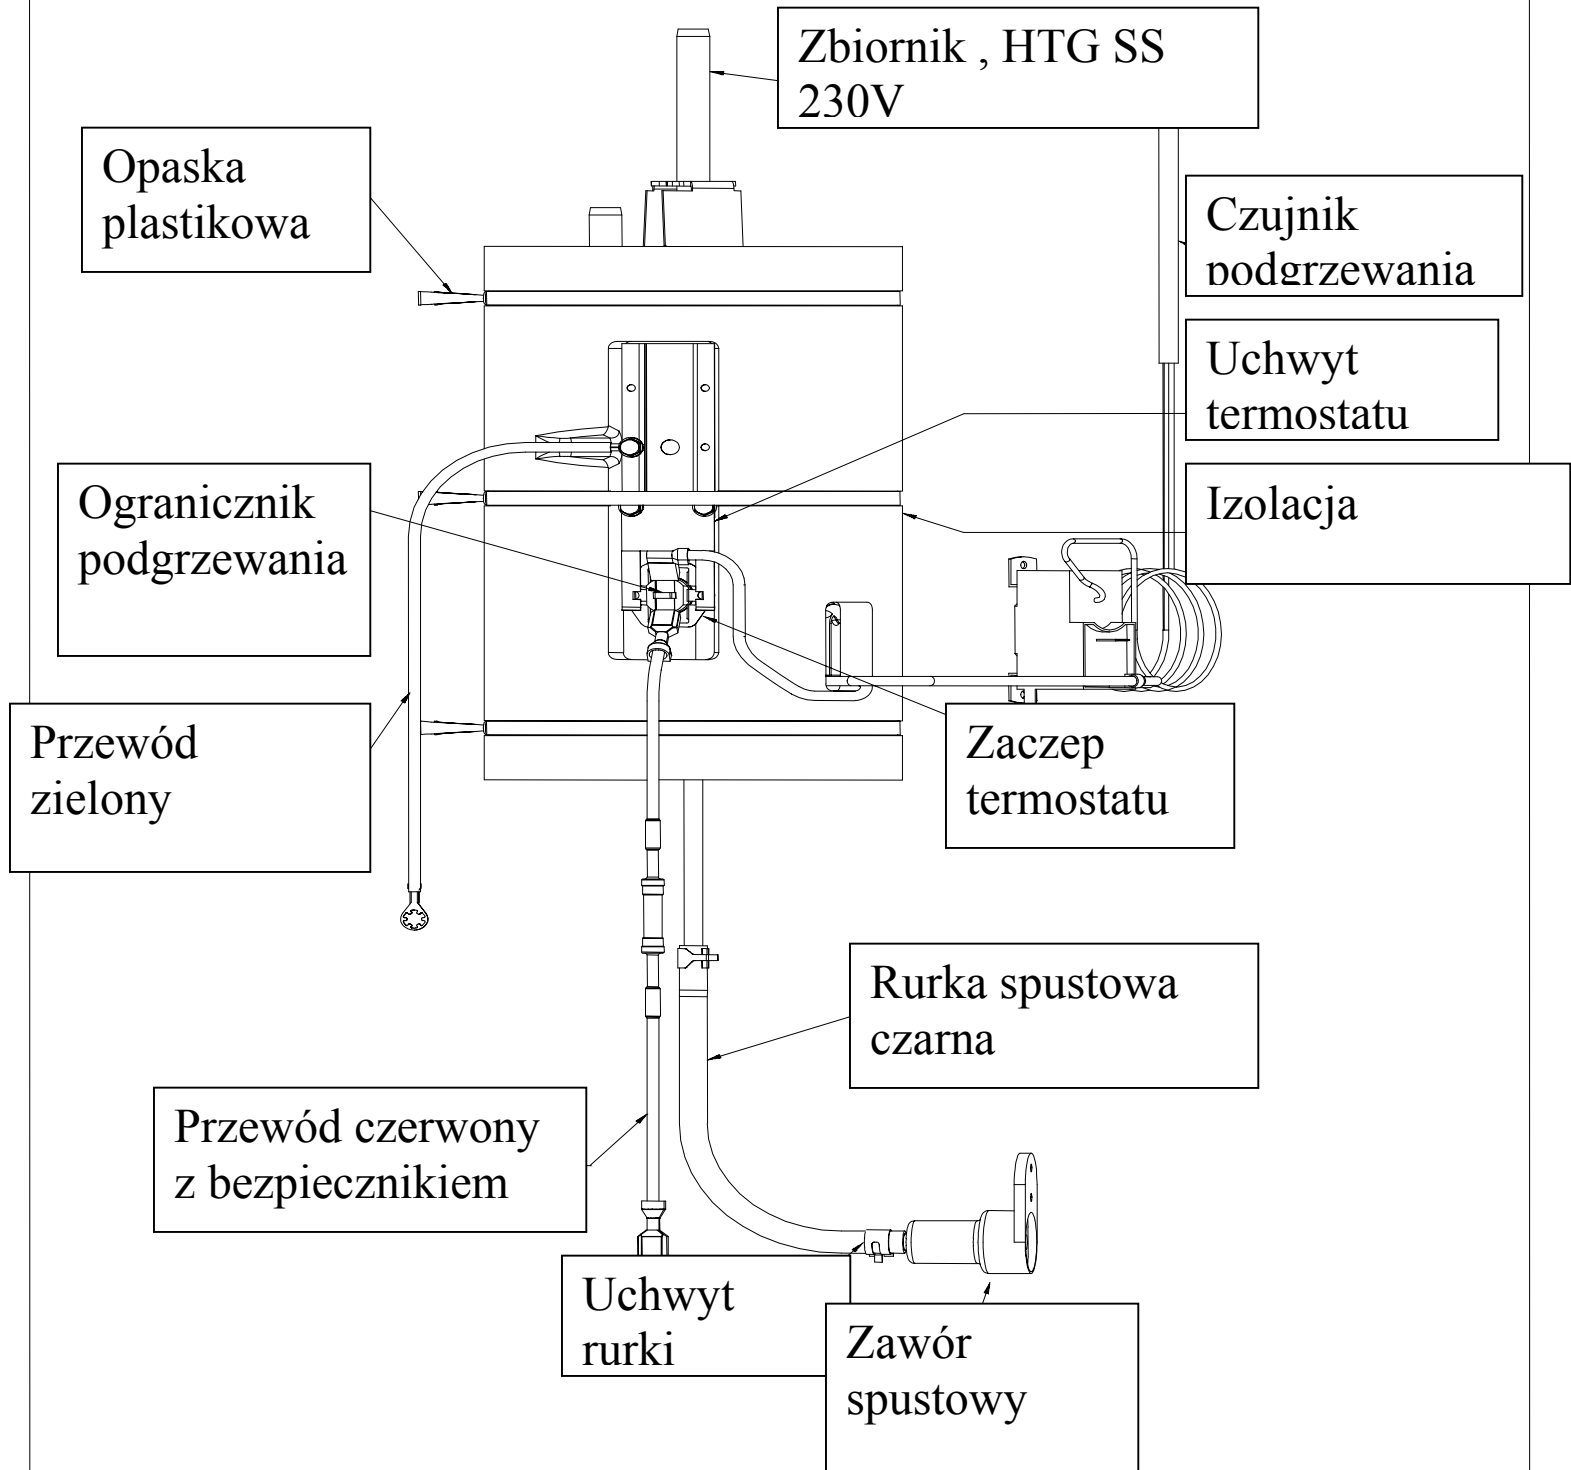 Zbiornik , HTG SS
230V
Opaska
plastikowa
Czujnik
podgrzewania
Uchwyt
termostatu
Ogranicznik
podgrzewania
Izolacja
Przewód
zielony
Zaczep
termostatu
Rurka spustowa
czarna
Przewód czerwony
z bezpiecznikiem
Uchwyt
rurki
Zawór
spustowy